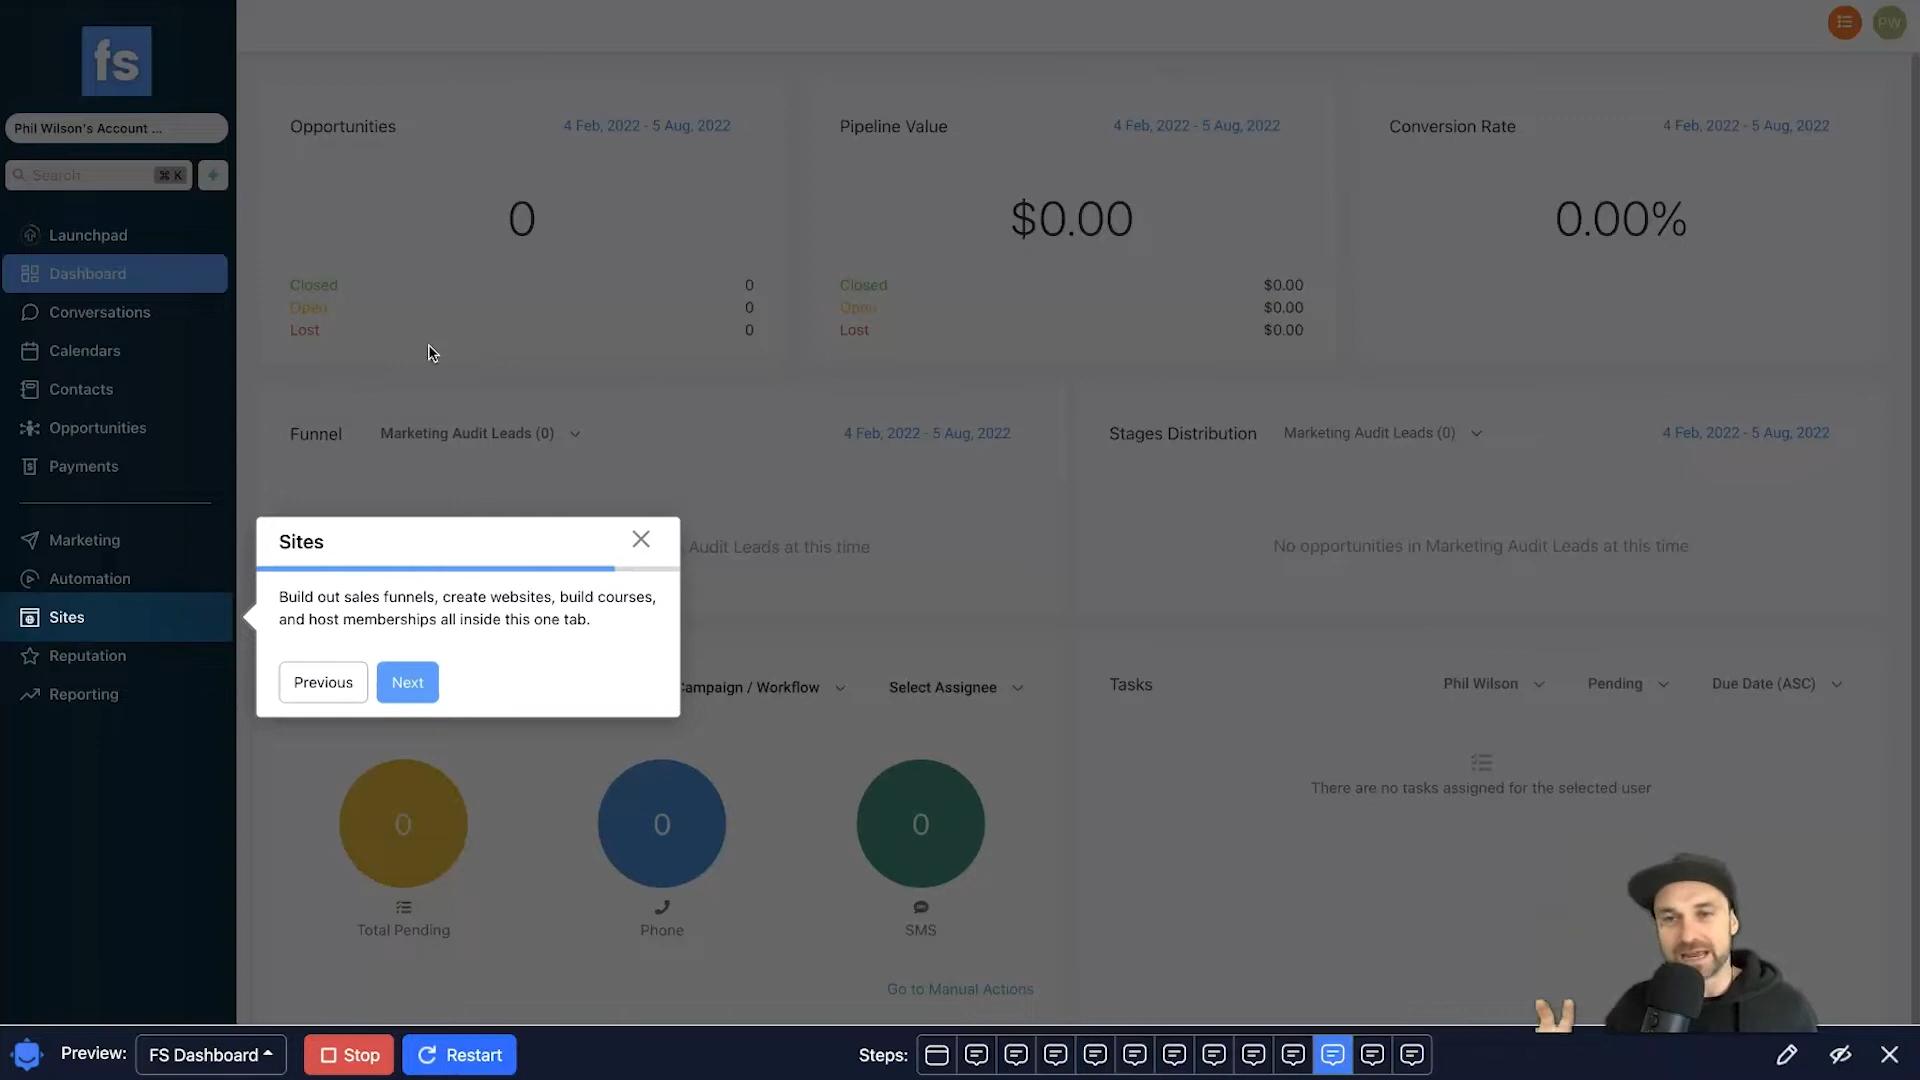 fs
PW
Phil Wilson's Account ...
Search
⌘ K
Launchpad
Dashboard
Conversations
Calendars
Contacts
Opportunities
Payments
Marketing
Automation
Sites
Reputation
Reporting
Opportunities
4 Feb, 2022 - 5 Aug, 2022
0
Closed 0
Open 0
Lost 0
Pipeline Value
4 Feb, 2022 - 5 Aug, 2022
$0.00
Closed $0.00
Open $0.00
Lost $0.00
Conversion Rate
4 Feb, 2022 - 5 Aug, 2022
0.00%
Funnel
Marketing Audit Leads (0)
4 Feb, 2022 - 5 Aug, 2022
Audit Leads at this time
Stages Distribution
Marketing Audit Leads (0)
4 Feb, 2022 - 5 Aug, 2022
No opportunities in Marketing Audit Leads at this time
Sites
Build out sales funnels, create websites, build courses,
and host memberships all inside this one tab.
Previous
Next
Campaign / Workflow
Select Assignee
0
Total Pending
0
Phone
0
SMS
Go to Manual Actions
Tasks
Phil Wilson
Pending
Due Date (ASC)
There are no tasks assigned for the selected user
Preview:
FS Dashboard
Stop
Restart
Steps: